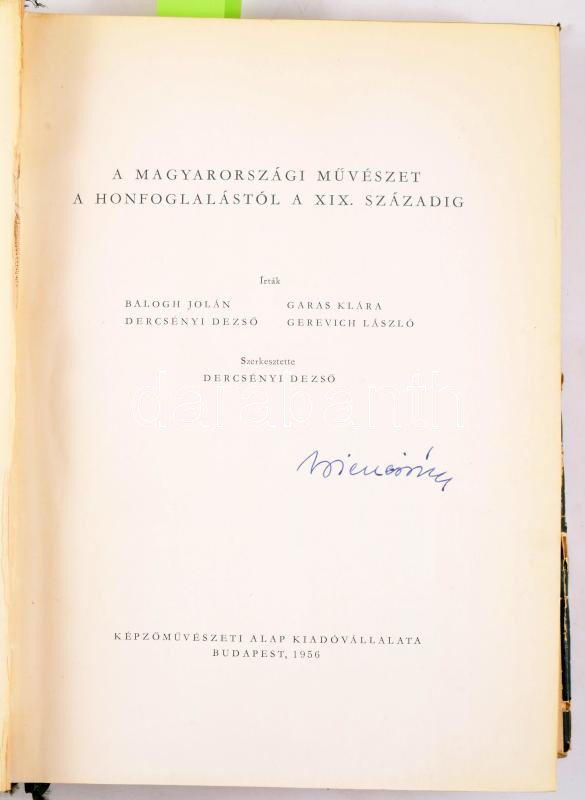 A MAGYARORSZÁGI MŰVÉSZET
A HONFOGLALÁSTÓL A XIX. SZÁZADIG
Írták
BALOGH JOLÁN GARAS KLÁRA
DERCSÉNYI DEZSŐ GEREVICH LÁSZLÓ
Szerkesztette
DERCSÉNYI DEZSŐ
darabanth
KÉPZŐMŰVÉSZETI ALAP KIADÓVÁLLALATA
BUDAPEST, 1956